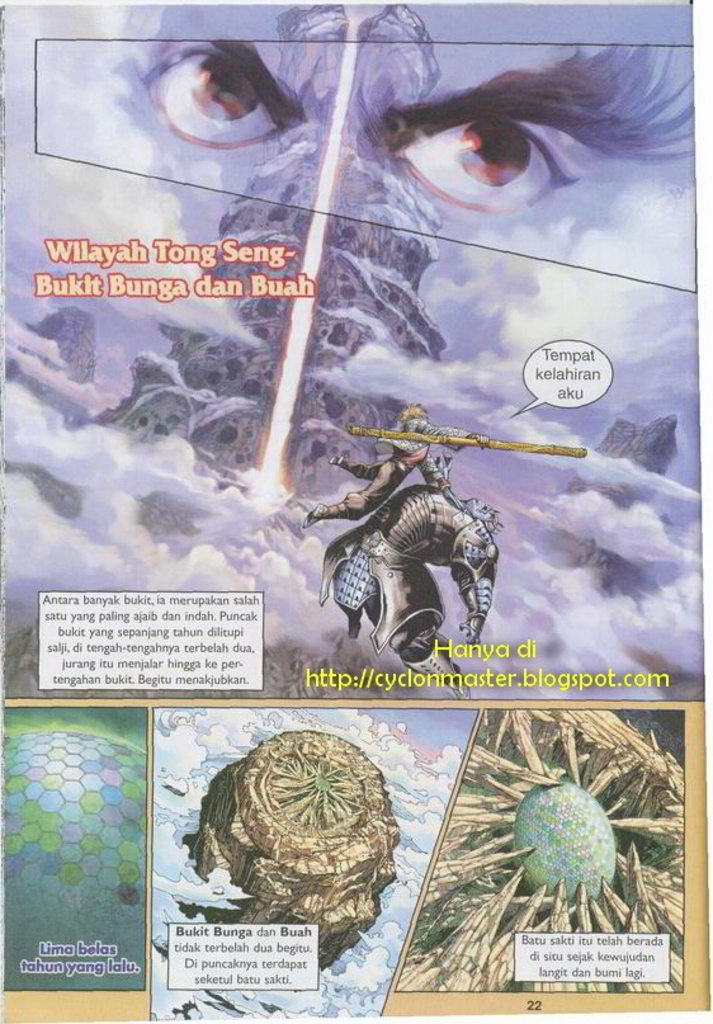 Wilayah Tong Seng-
Bukit Bunga dan Buah
Tempat
kelahiran
aku
Antara banyak bukit, ia merupakan salah
satu yang paling ajaib dan indah. Puncak
bukit yang sepanjang tahun dilitupi
salji, di tengah-tengahnya terbelah dua,
jurang itu menjalar hingga ke per-
tengahan bukit. Begitu menakjubkan.
Hanya di
http://cyclonmaster.blogspot.com
Lima belas
tahun yang lalu.
Bukit Bunga dan Buah
tidak terbelah dua begitu.
Di puncaknya terdapat
seketul batu sakti.
Batu sakti itu telah berada
di situ sejak kewujudan
langit dan bumi lagi.
22